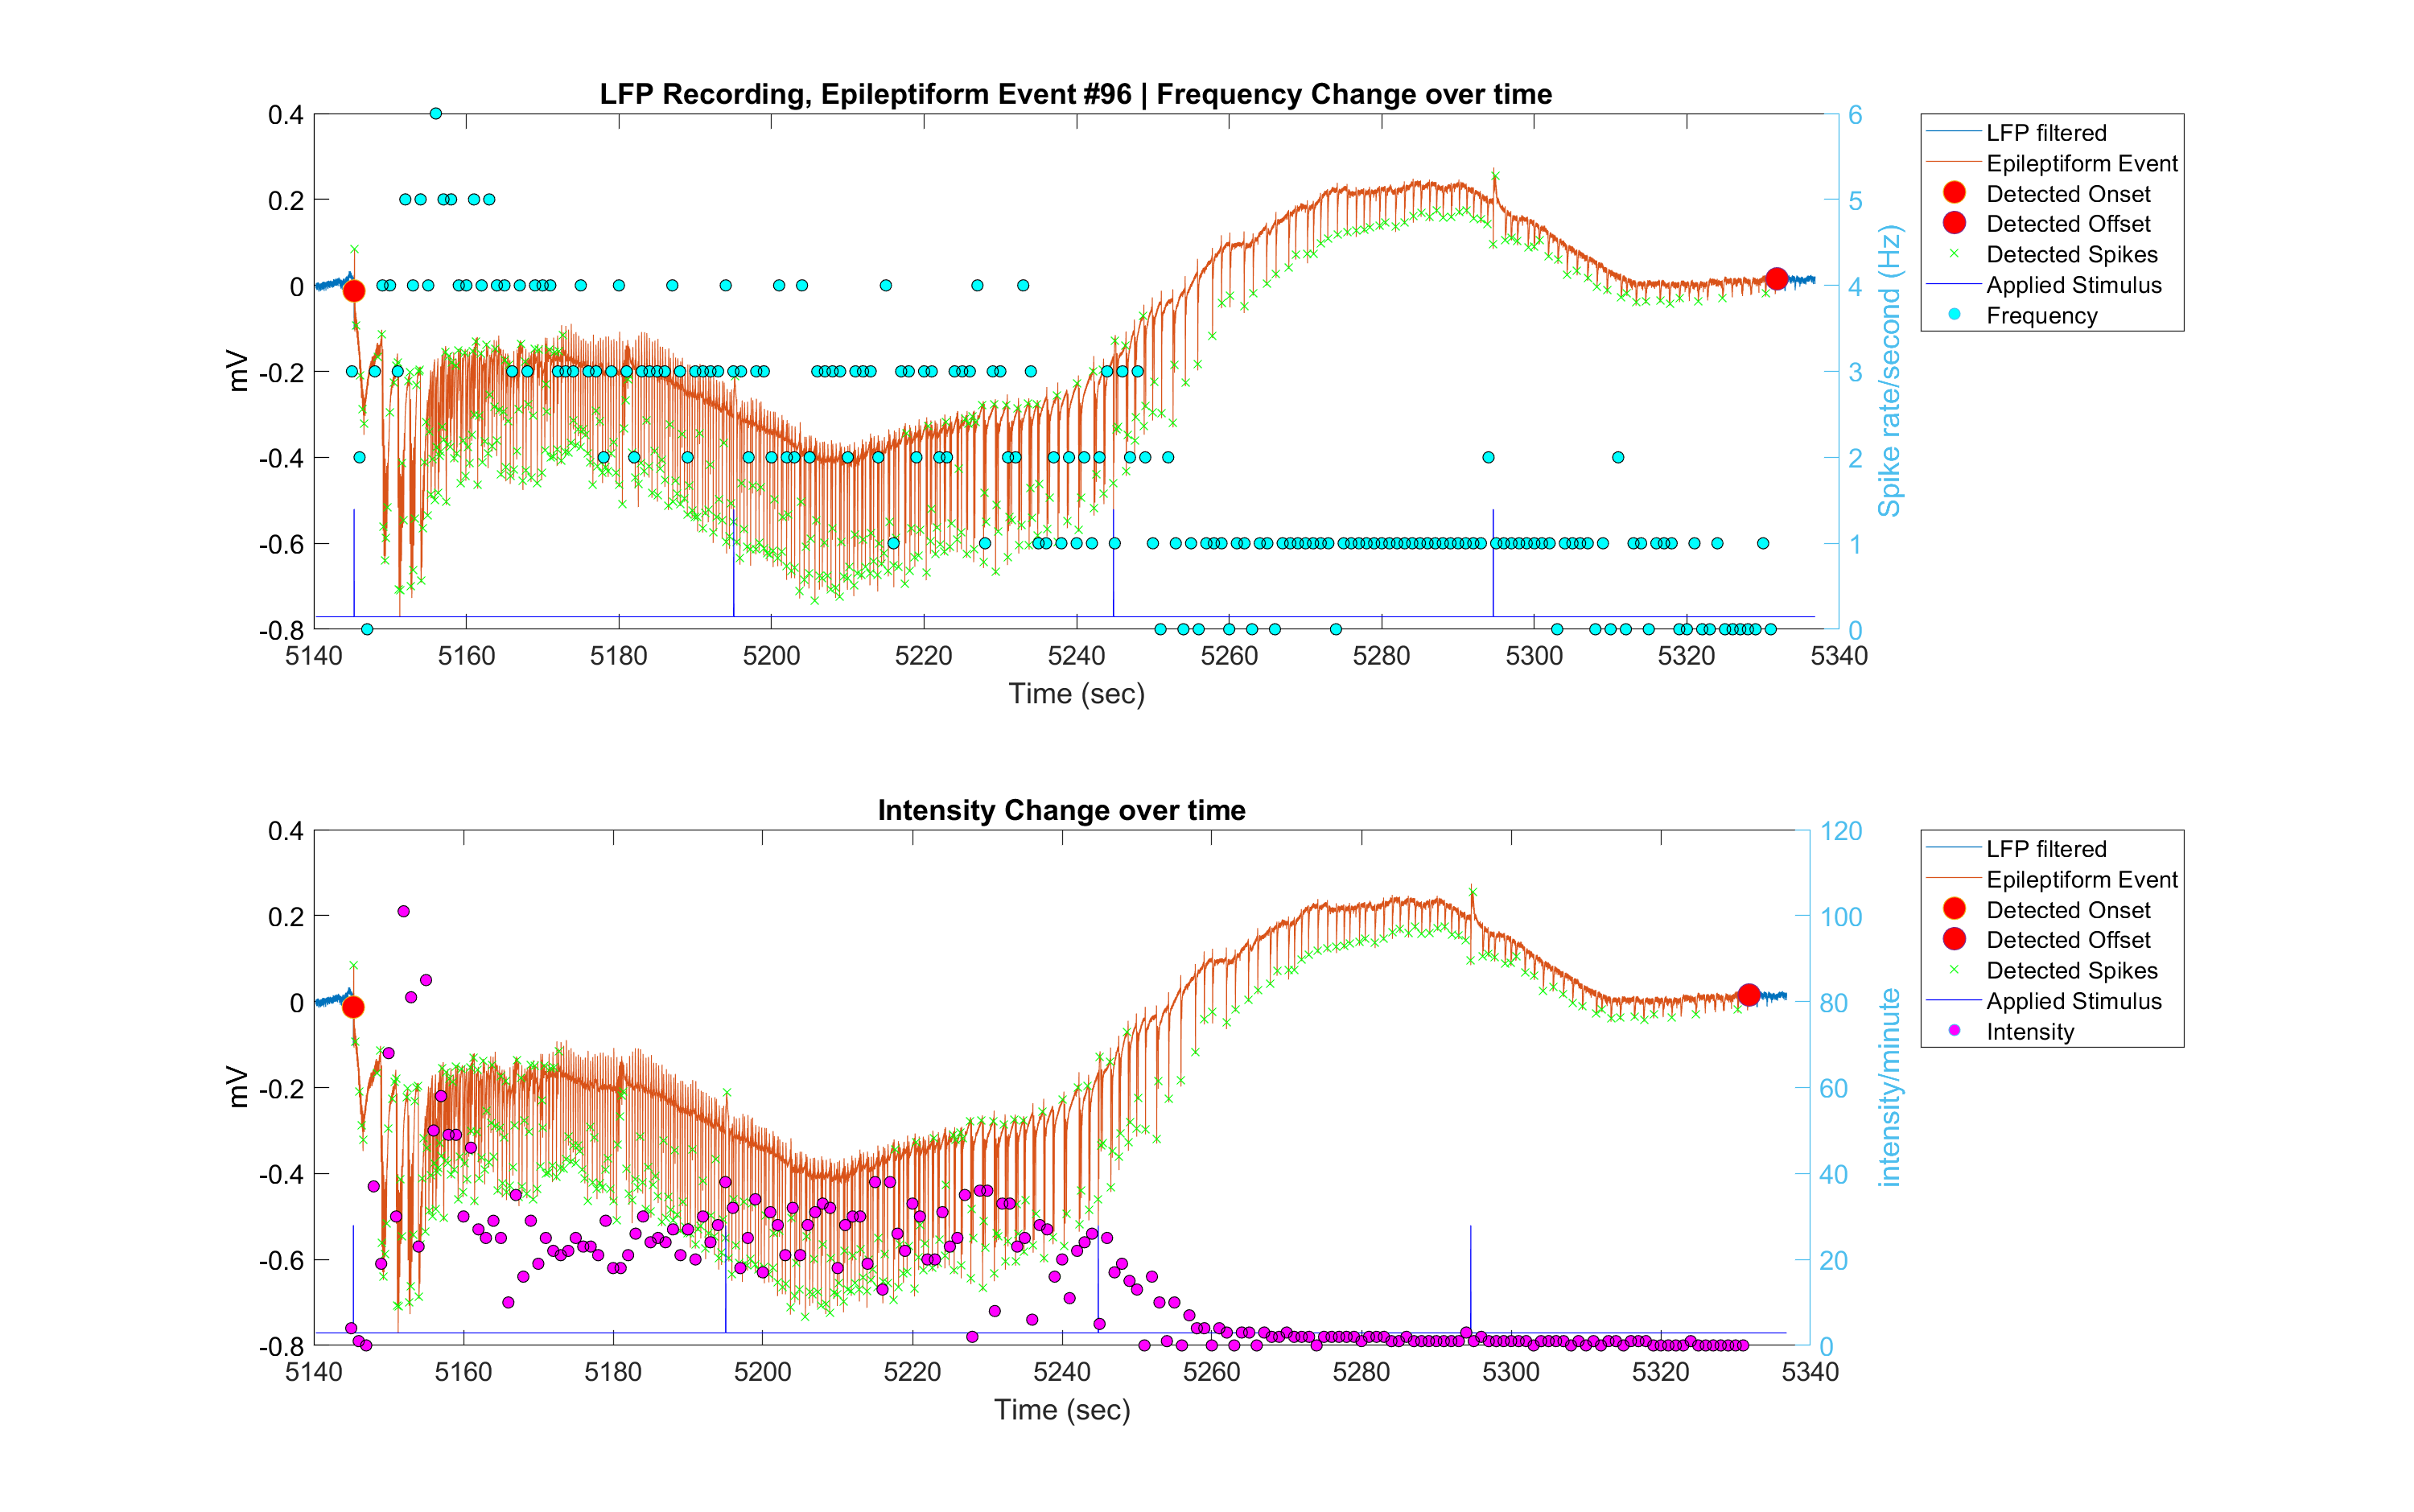 LFP Recording, Epileptiform Event #96 | Frequency Change over time
0.4
0.2
0
-0.2
-0.4
-0.6
-0.8
mV
6
5
4
3
2
1
0
Spike rate/second (Hz)
5140 5160 5180 5200 5220 5240 5260 5280 5300 5320 5340
Time (sec)
LFP filtered
Epileptiform Event
Detected Onset
Detected Offset
Detected Spikes
Applied Stimulus
Frequency
Intensity Change over time
0.4
0.2
0
-0.2
-0.4
-0.6
-0.8
mV
120
100
80
60
40
20
0
intensity/minute
5140 5160 5180 5200 5220 5240 5260 5280 5300 5320 5340
Time (sec)
LFP filtered
Epileptiform Event
Detected Onset
Detected Offset
Detected Spikes
Applied Stimulus
Intensity